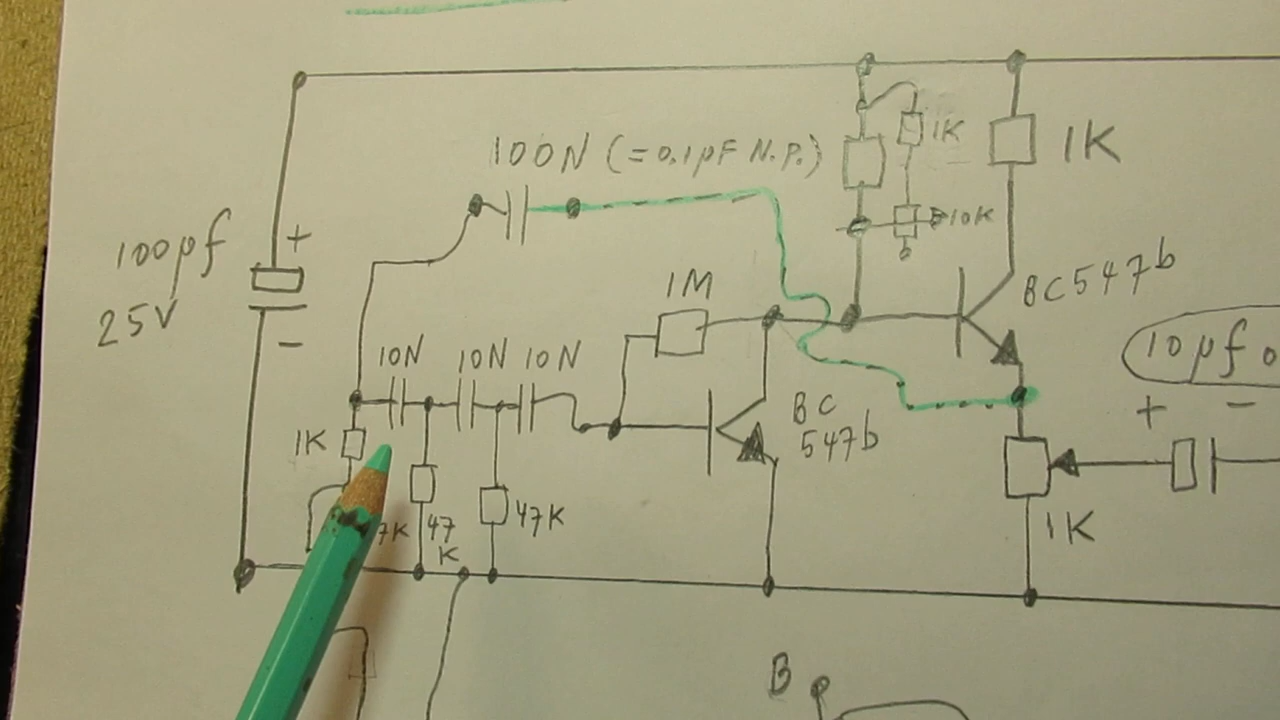 100N (=0.1µF N.P.)
1K
1K
10K
100µf
25V
+
−
1M
BC547b
10N
10N
10N
BC
547b
10µf
+
−
1K
7K
47
K
47K
1K
B